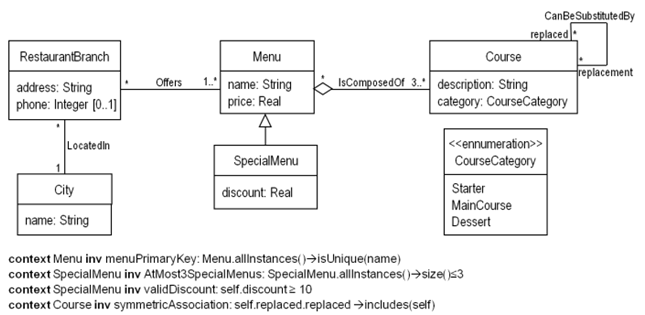 CanBeSubstitutedBy
replaced *
RestaurantBranch
Menu
Course
* replacement
address: String
phone: Integer [0..1]
* Offers 1..*
name: String
price: Real
* IsComposedOf 3..*
description: String
category: CourseCategory
*
LocatedIn
1
SpecialMenu
discount: Real
<<ennumeration>>
CourseCategory
Starter
MainCourse
Dessert
City
name: String
context Menu inv menuPrimaryKey: Menu.allInstances()→isUnique(name)
context SpecialMenu inv AtMost3SpecialMenus: SpecialMenu.allInstances()→size()≤3
context SpecialMenu inv validDiscount: self.discount ≥ 10
context Course inv symmetricAssociation: self.replaced.replaced →includes(self)